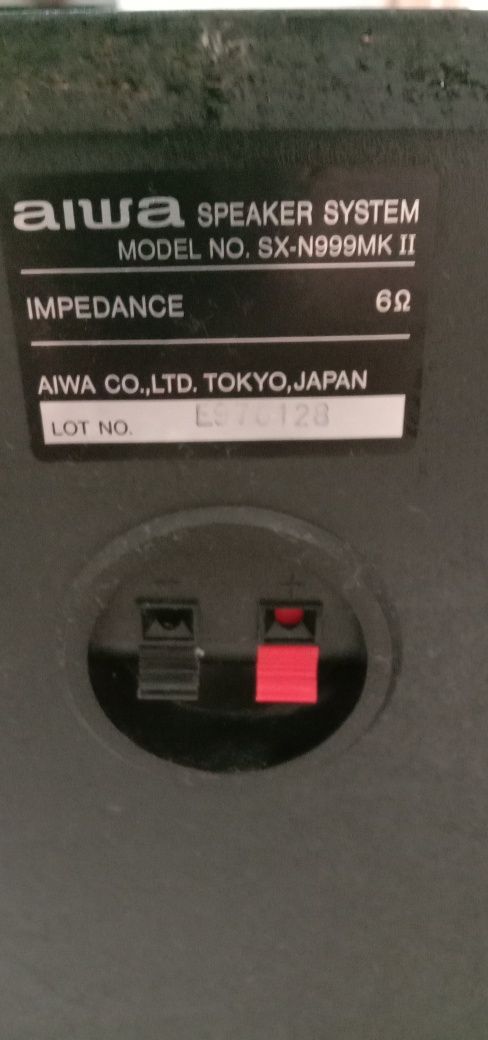 aiwa SPEAKER SYSTEM
MODEL NO. SX-N999MK II
IMPEDANCE 6Ω
AIWA CO.,LTD. TOKYO,JAPAN
LOT NO.
- +